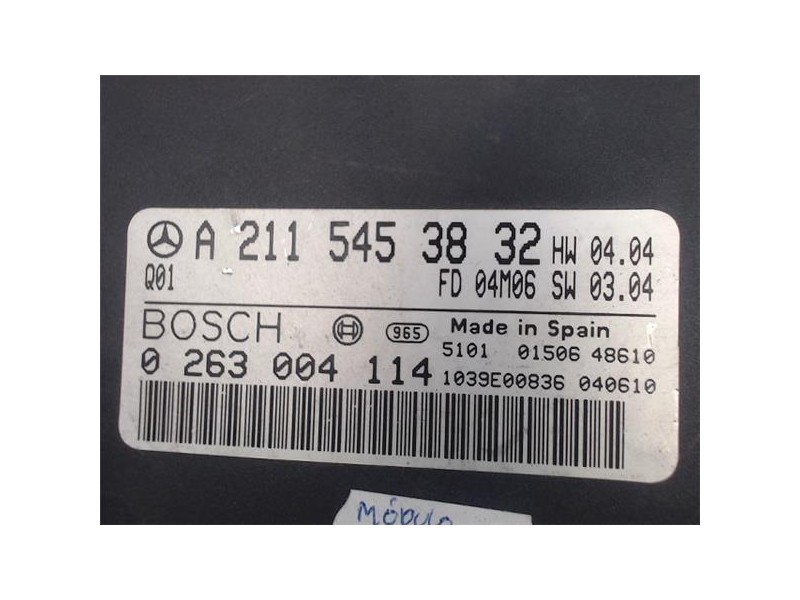 A 211 545 38 32 HW 04.04
Q01 FD 04M06 SW 03.04
BOSCH 965 Made in Spain
5101 01506 48610
0 263 004 114 1039E00836 040610
MÓDULO